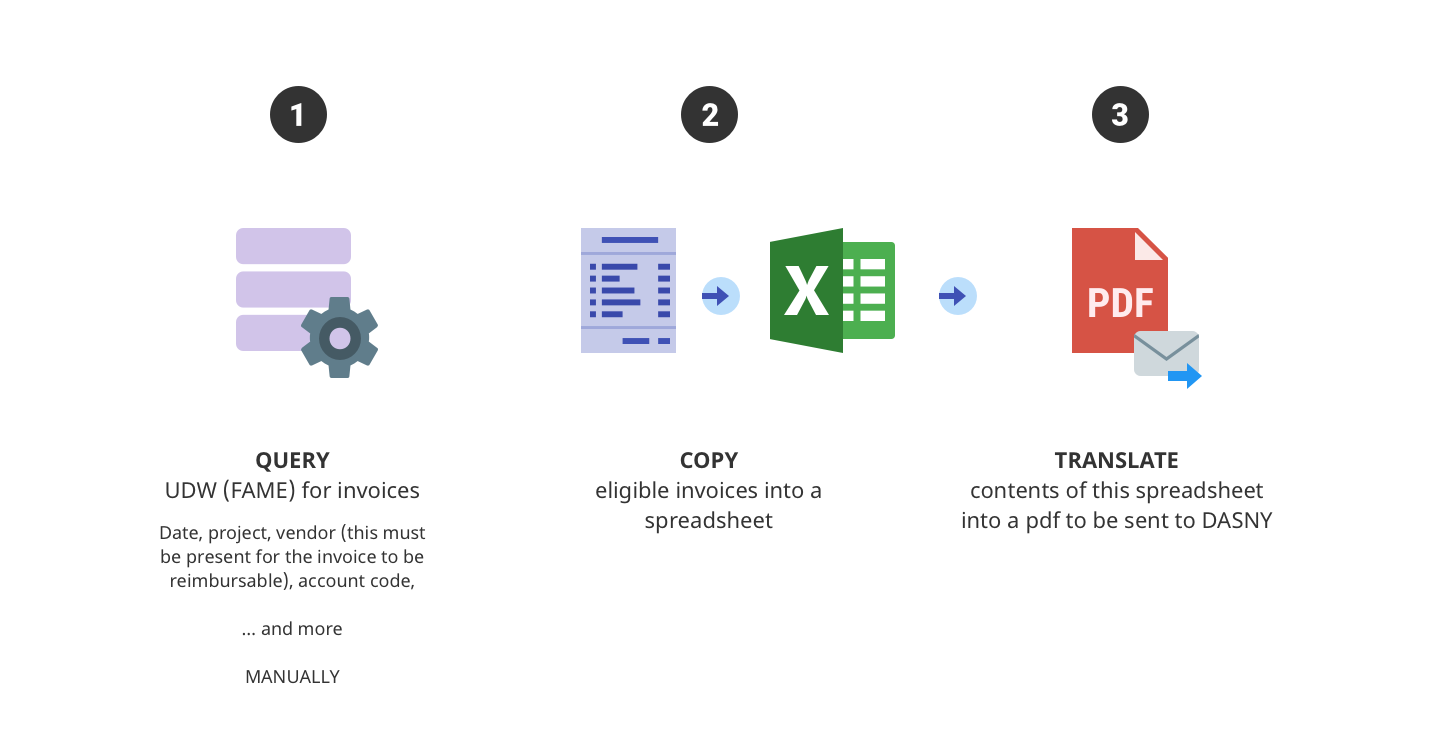 1
2
3
X
PDF
QUERY
UDW (FAME) for invoices
Date, project, vendor (this must
be present for the invoice to be
reimbursable), account code,
... and more
MANUALLY
COPY
eligible invoices into a
spreadsheet
TRANSLATE
contents of this spreadsheet
into a pdf to be sent to DASNY